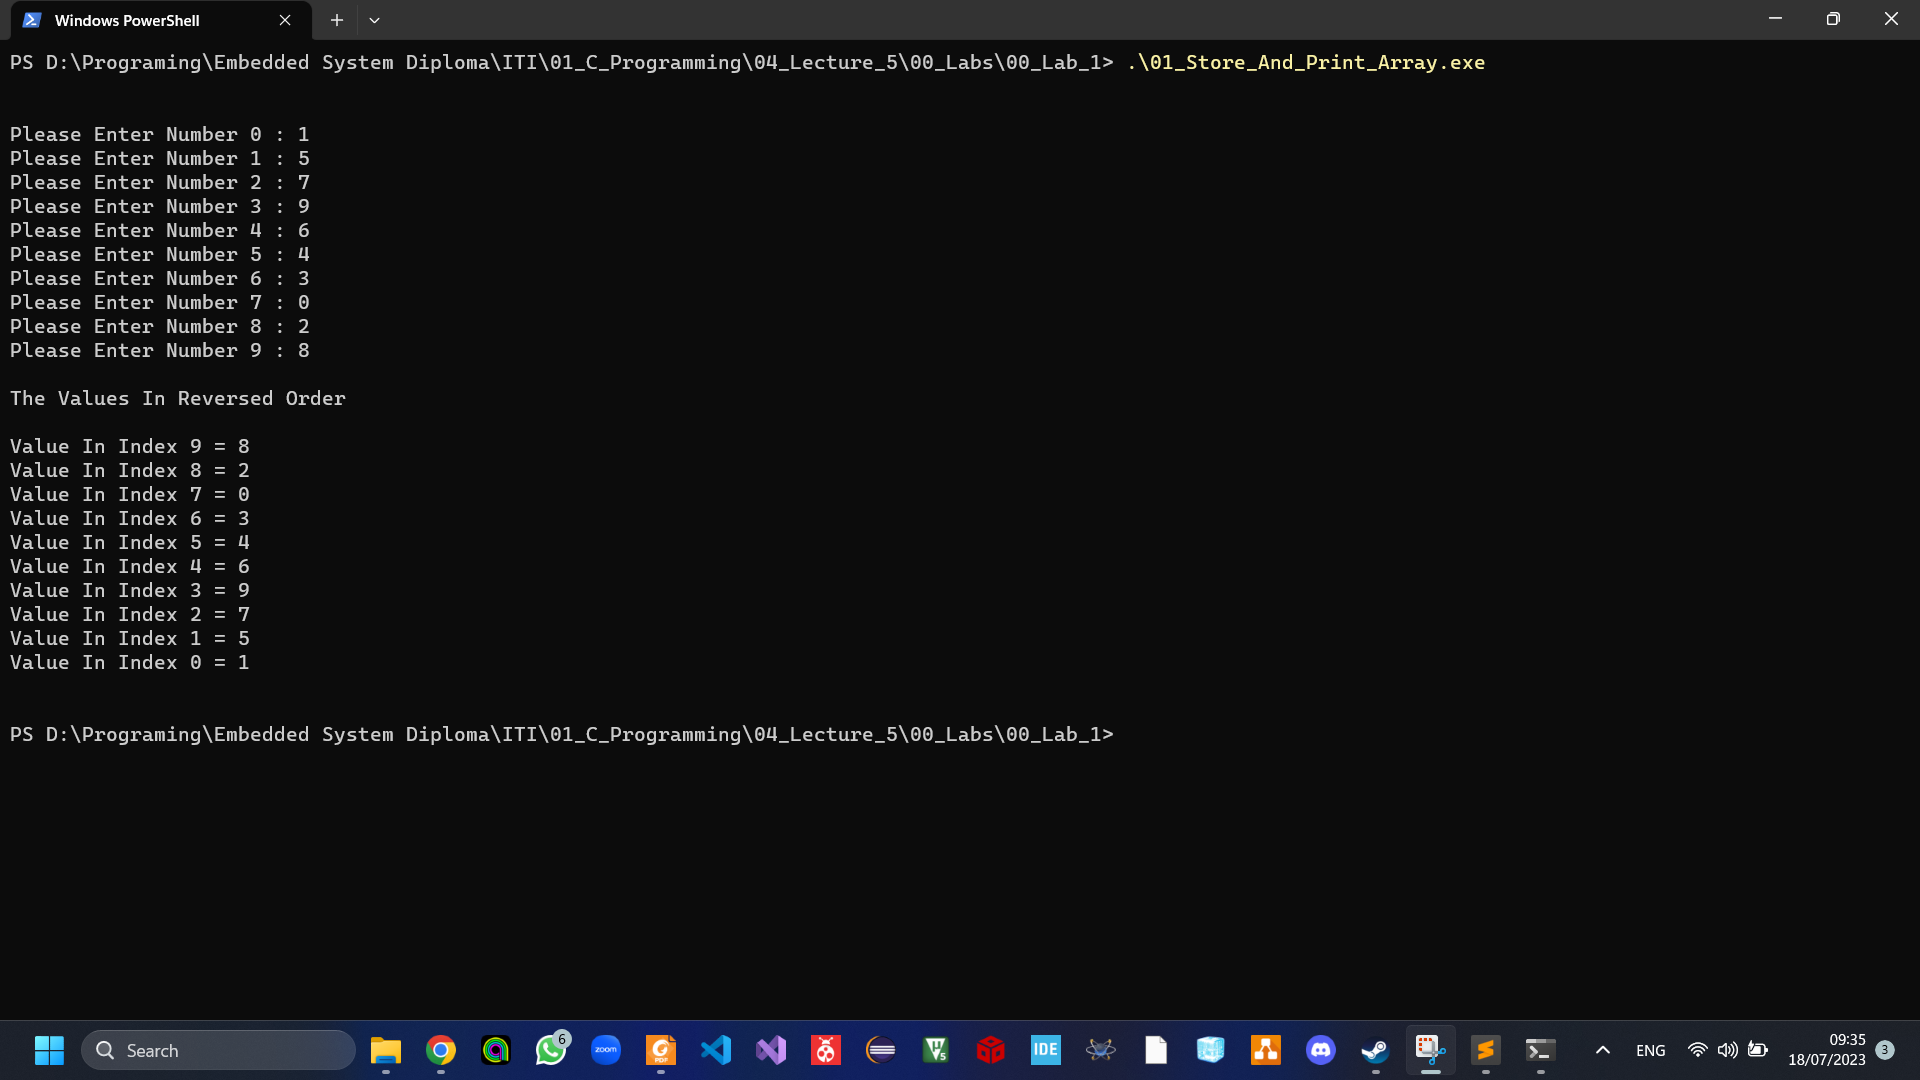 Windows PowerShell
PS D:\Programing\Embedded System Diploma\ITI\01_C_Programming\04_Lecture_5\00_Labs\00_Lab_1> .\01_Store_And_Print_Array.exe
Please Enter Number 0 : 1
Please Enter Number 1 : 5
Please Enter Number 2 : 7
Please Enter Number 3 : 9
Please Enter Number 4 : 6
Please Enter Number 5 : 4
Please Enter Number 6 : 3
Please Enter Number 7 : 0
Please Enter Number 8 : 2
Please Enter Number 9 : 8
The Values In Reversed Order
Value In Index 9 = 8
Value In Index 8 = 2
Value In Index 7 = 0
Value In Index 6 = 3
Value In Index 5 = 4
Value In Index 4 = 6
Value In Index 3 = 9
Value In Index 2 = 7
Value In Index 1 = 5
Value In Index 0 = 1
PS D:\Programing\Embedded System Diploma\ITI\01_C_Programming\04_Lecture_5\00_Labs\00_Lab_1>
Search
6
zoom
PDF
5
IDE
ENG
09:35
18/07/2023
3